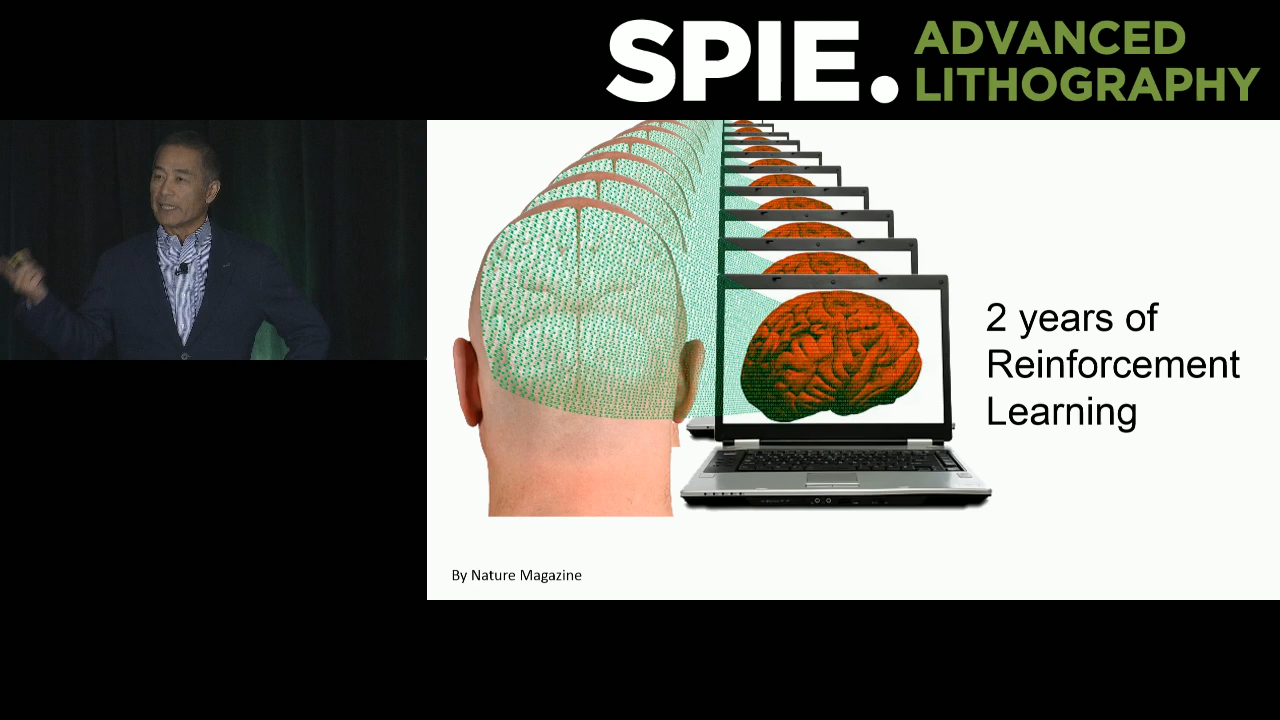 SPIE. ADVANCED
LITHOGRAPHY
2 years of
Reinforcement
Learning
By Nature Magazine